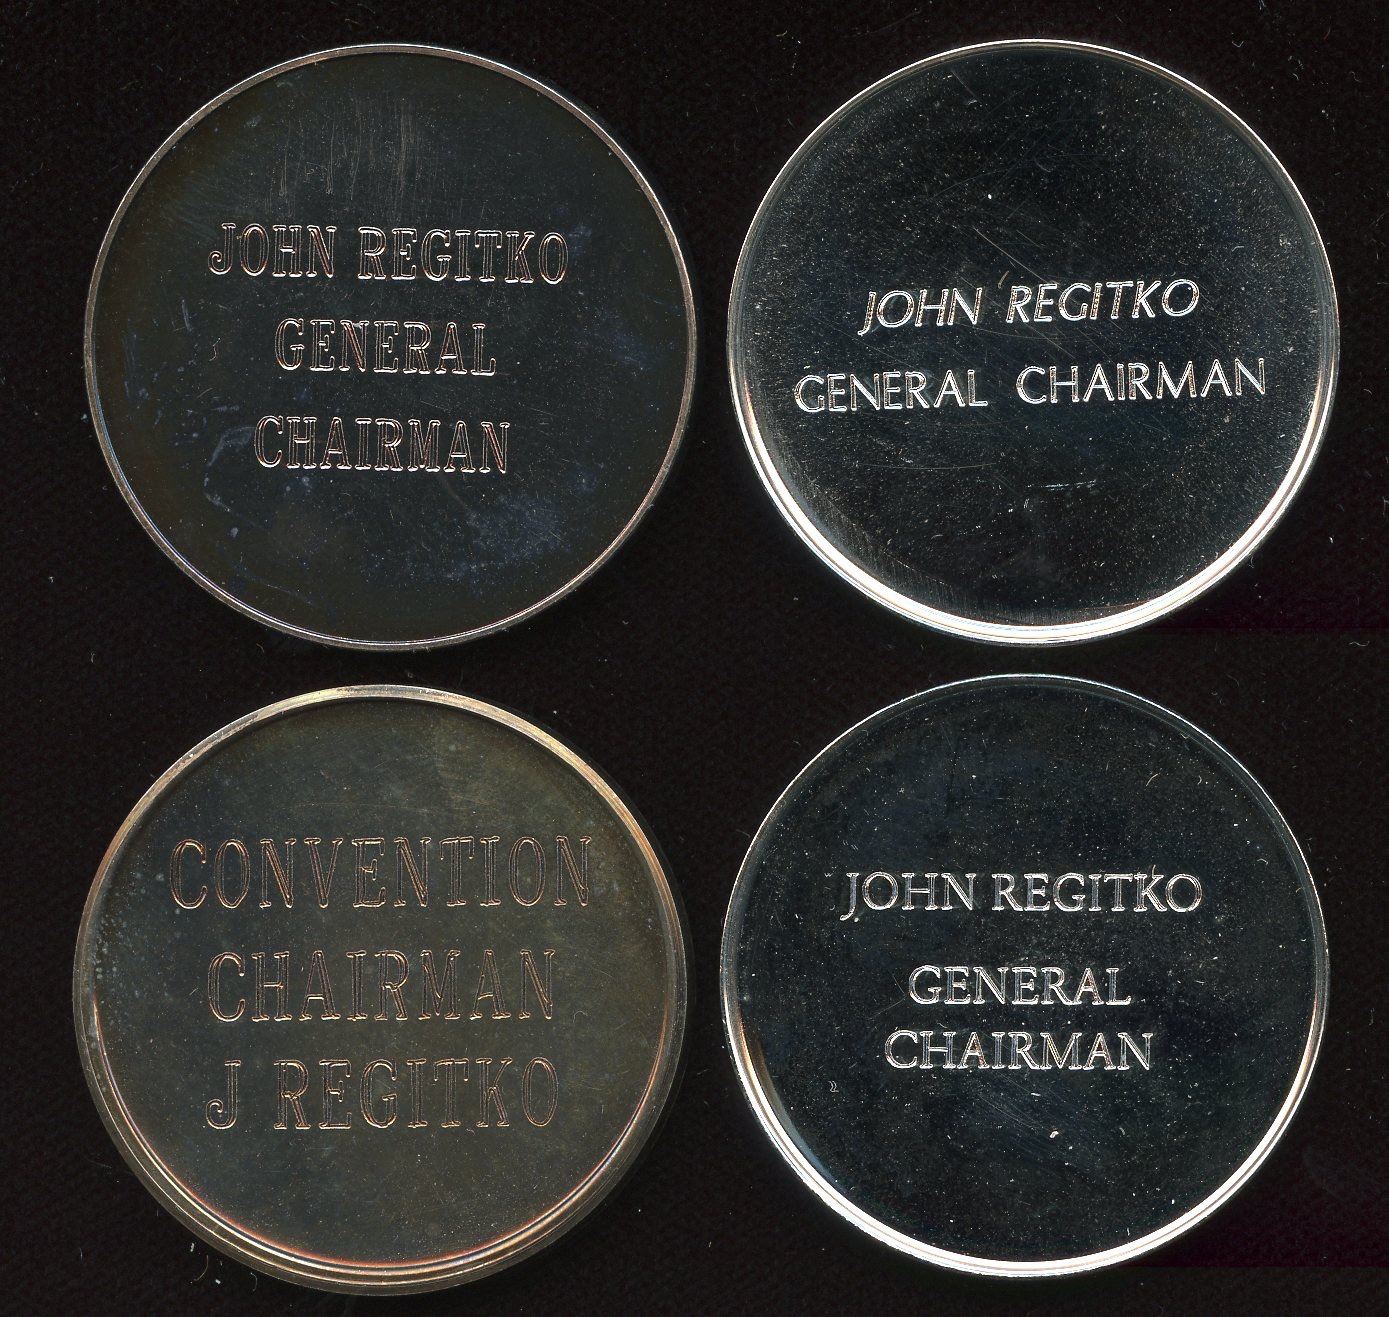 JOHN REGITKO
GENERAL
CHAIRMAN
JOHN REGITKO
GENERAL CHAIRMAN
CONVENTION
CHAIRMAN
J REGITKO
JOHN REGITKO
GENERAL
CHAIRMAN